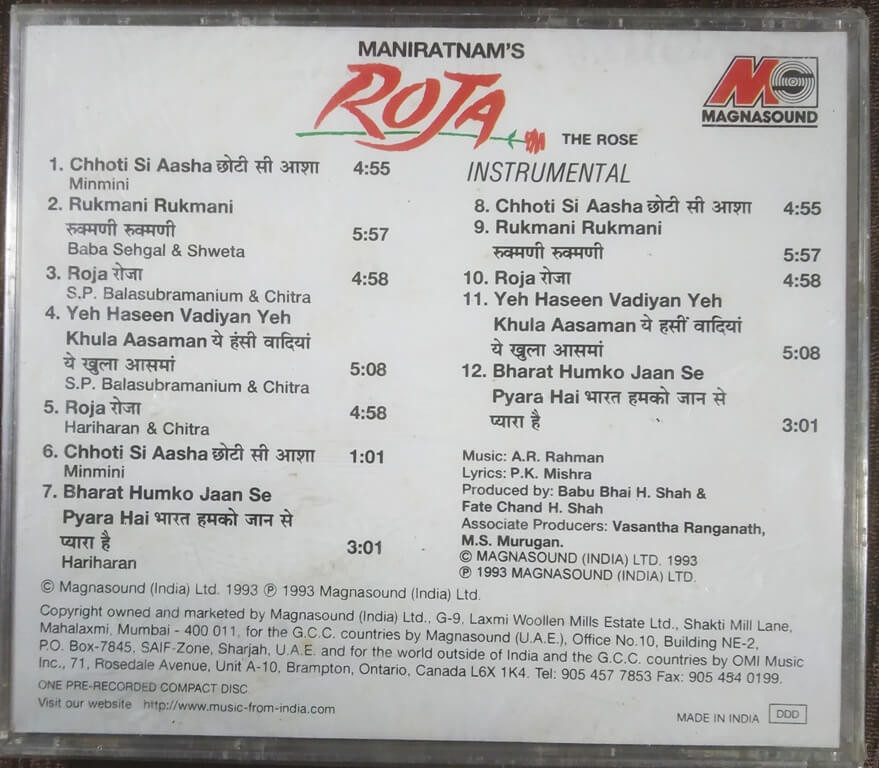 MANIRATNAM'S
ROJA
THE ROSE
MAGNASOUND
1. Chhoti Si Aasha छोटी सी आशा 4:55
Minmini
2. Rukmani Rukmani
रुक्मणी रुक्मणी 5:57
Baba Sehgal & Shweta
3. Roja रोजा 4:58
S.P. Balasubramanium & Chitra
4. Yeh Haseen Vadiyan Yeh
Khula Aasaman ये हंसी वादियां
ये खुला आसमां 5:08
S.P. Balasubramanium & Chitra
5. Roja रोजा 4:58
Hariharan & Chitra
6. Chhoti Si Aasha छोटी सी आशा 1:01
Minmini
7. Bharat Humko Jaan Se
Pyara Hai भारत हमको जान से
प्यारा है 3:01
Hariharan
INSTRUMENTAL
8. Chhoti Si Aasha छोटी सी आशा 4:55
9. Rukmani Rukmani
रुक्मणी रुक्मणी 5:57
10. Roja रोजा 4:58
11. Yeh Haseen Vadiyan Yeh
Khula Aasaman ये हसीं वादियां
ये खुला आसमां 5:08
12. Bharat Humko Jaan Se
Pyara Hai भारत हमको जान से
प्यारा है 3:01
Music: A.R. Rahman
Lyrics: P.K. Mishra
Produced by: Babu Bhai H. Shah &
Fate Chand H. Shah
Associate Producers: Vasantha Ranganath,
M.S. Murugan.
© MAGNASOUND (INDIA) LTD. 1993
℗ 1993 MAGNASOUND (INDIA) LTD.
© Magnasound (India) Ltd. 1993 ℗ 1993 Magnasound (India) Ltd.
Copyright owned and marketed by Magnasound (India) Ltd., G-9, Laxmi Woollen Mills Estate Ltd., Shakti Mill Lane,
Mahalaxmi, Mumbai - 400 011, for the G.C.C. countries by Magnasound (U.A.E.), Office No.10, Building NE-2,
P.O. Box-7845, SAIF-Zone, Sharjah, U.A.E. and for the world outside of India and the G.C.C. countries by OMI Music
Inc., 71, Rosedale Avenue, Unit A-10, Brampton, Ontario, Canada L6X 1K4. Tel: 905 457 7853 Fax: 905 454 0199.
ONE PRE-RECORDED COMPACT DISC
Visit our website http://www.music-from-india.com
MADE IN INDIA DDD